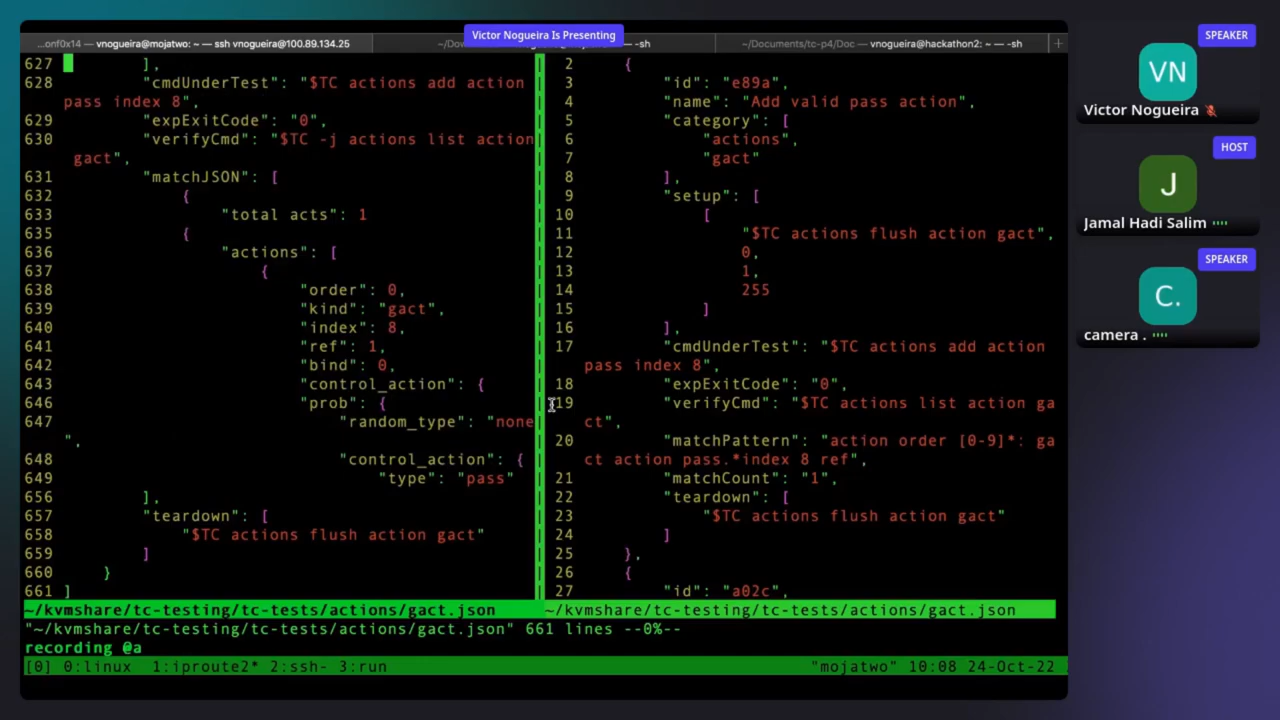 Victor Nogueira Is Presenting
...onf0x14 — vnogueira@mojatwo: ~ — ssh vnogueira@100.89.134.25
~/Dow
— -sh
~/Documents/tc-p4/Doc — vnogueira@hackathon2: ~ — -sh
+
627 ],
628 "cmdUnderTest": "$TC actions add action
pass index 8",
629 "expExitCode": "0",
630 "verifyCmd": "$TC -j actions list action
gact",
631 "matchJSON": [
632 {
633 "total acts": 1
635 {
636 "actions": [
637 {
638 "order": 0,
639 "kind": "gact",
640 "index": 8,
641 "ref": 1,
642 "bind": 0,
643 "control_action": {
646 "prob": {
647 "random_type": "none
",
648 "control_action": {
649 "type": "pass"
656 ],
657 "teardown": [
658 "$TC actions flush action gact"
659 ]
660 }
661 ]
~/kvmshare/tc-testing/tc-tests/actions/gact.json
2 {
3 "id": "e89a",
4 "name": "Add valid pass action",
5 "category": [
6 "actions",
7 "gact"
8 ],
9 "setup": [
10 [
11 "$TC actions flush action gact",
12 0,
13 1,
14 255
15 ]
16 ],
17 "cmdUnderTest": "$TC actions add action
pass index 8",
18 "expExitCode": "0",
19 "verifyCmd": "$TC actions list action ga
ct",
20 "matchPattern": "action order [0-9]*: ga
ct action pass.*index 8 ref",
21 "matchCount": "1",
22 "teardown": [
23 "$TC actions flush action gact"
24 ]
25 },
26 {
27 "id": "a02c",
~/kvmshare/tc-testing/tc-tests/actions/gact.json
"~/kvmshare/tc-testing/tc-tests/actions/gact.json" 661 lines --0%--
recording @a
[0] 0:linux 1:iproute2* 2:ssh- 3:run
"mojatwo" 10:08 24-Oct-22
SPEAKER
VN
Victor Nogueira
HOST
J
Jamal Hadi Salim
SPEAKER
C.
camera .